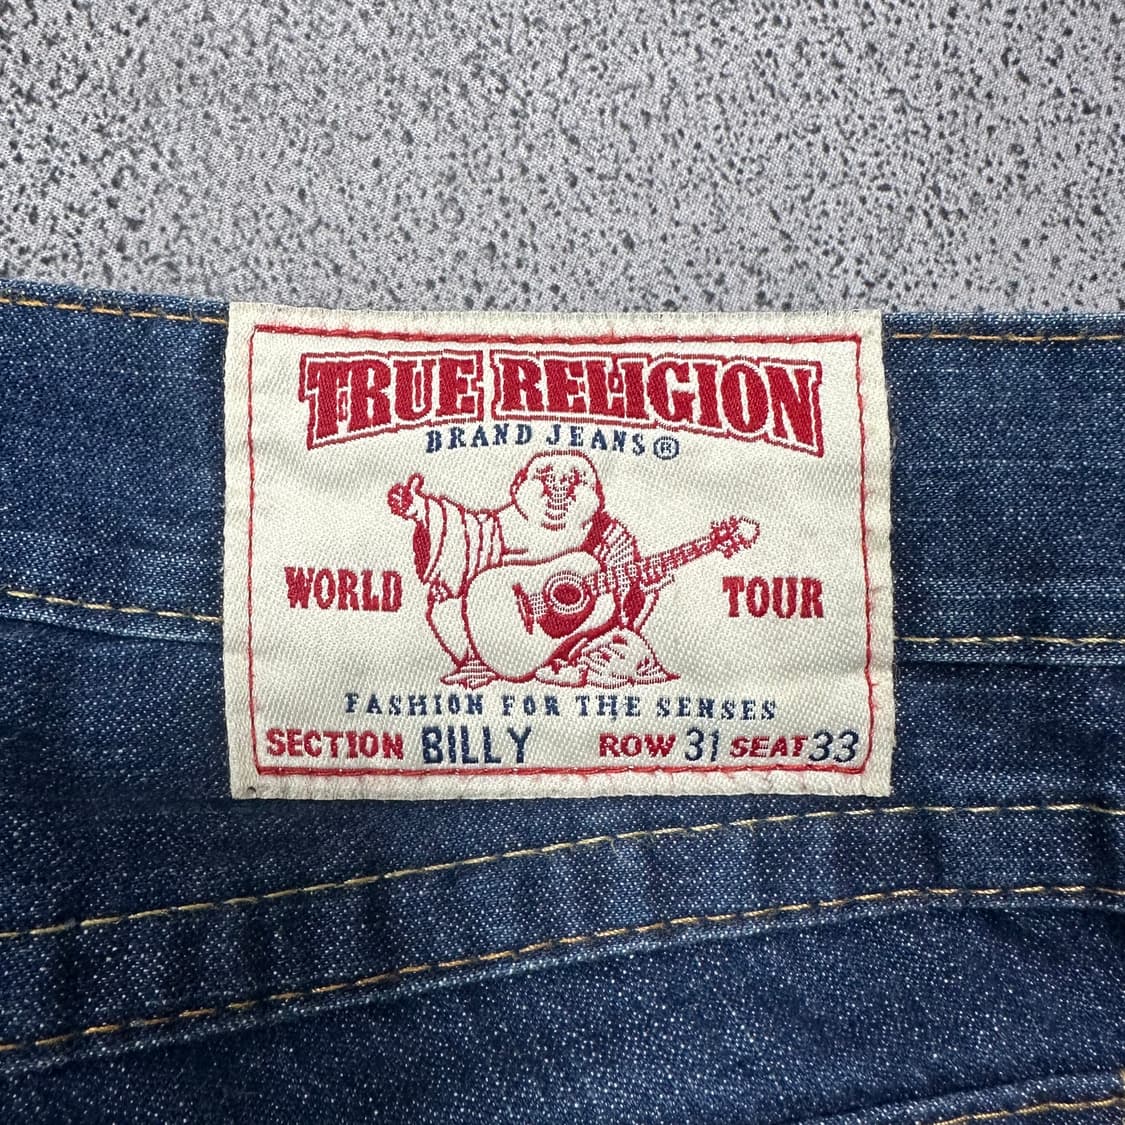 TRUE RELIGION
BRAND JEANS®
WORLD TOUR
FASHION FOR THE SENSES
SECTION BILLY ROW 31 SEAT 33